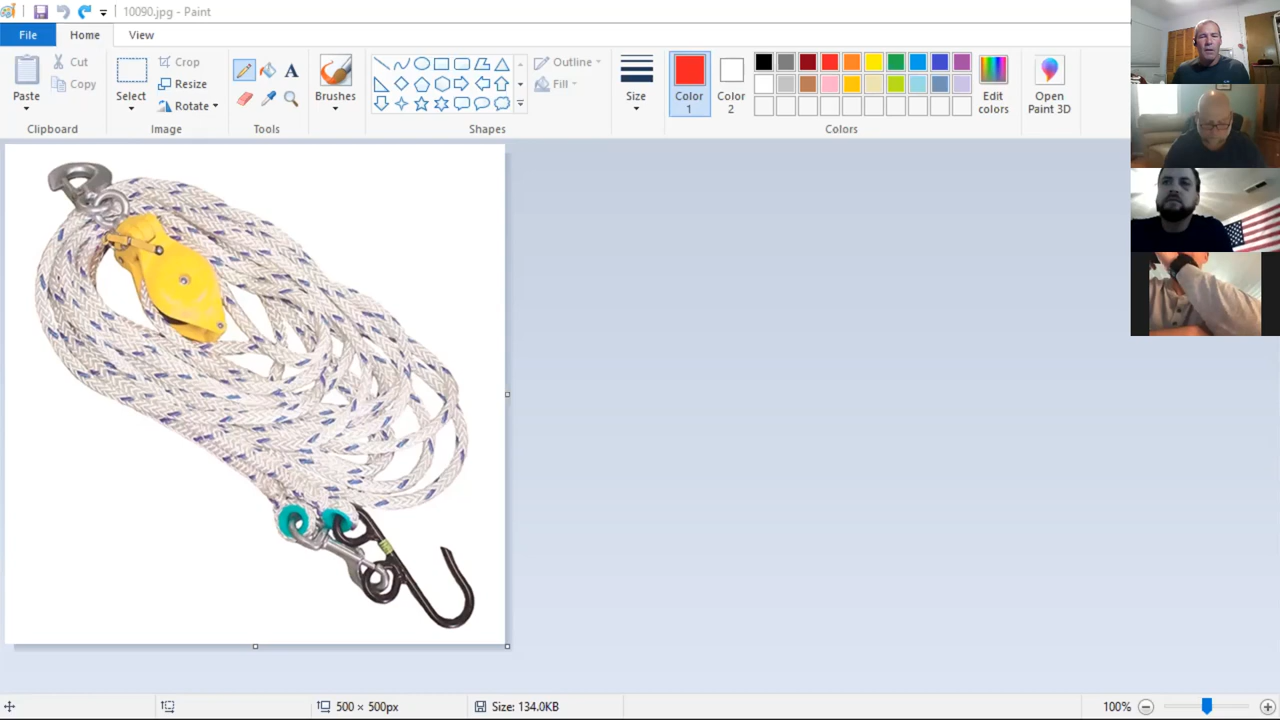 10090.jpg - Paint
File
Home
View
Paste
Cut
Copy
Clipboard
Select
Crop
Resize
Rotate
Image
Tools
Brushes
Shapes
Outline
Fill
Size
Color 1
Color 2
Edit colors
Colors
Open Paint 3D
500 × 500px
Size: 134.0KB
100%